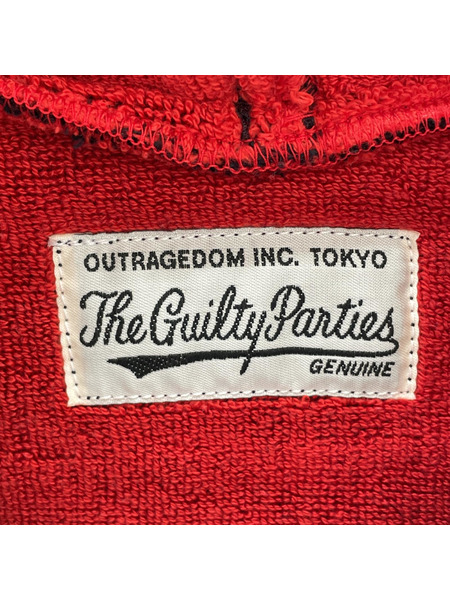 OUTRAGEDOM INC. TOKYO
The Guilty Parties
GENUINE